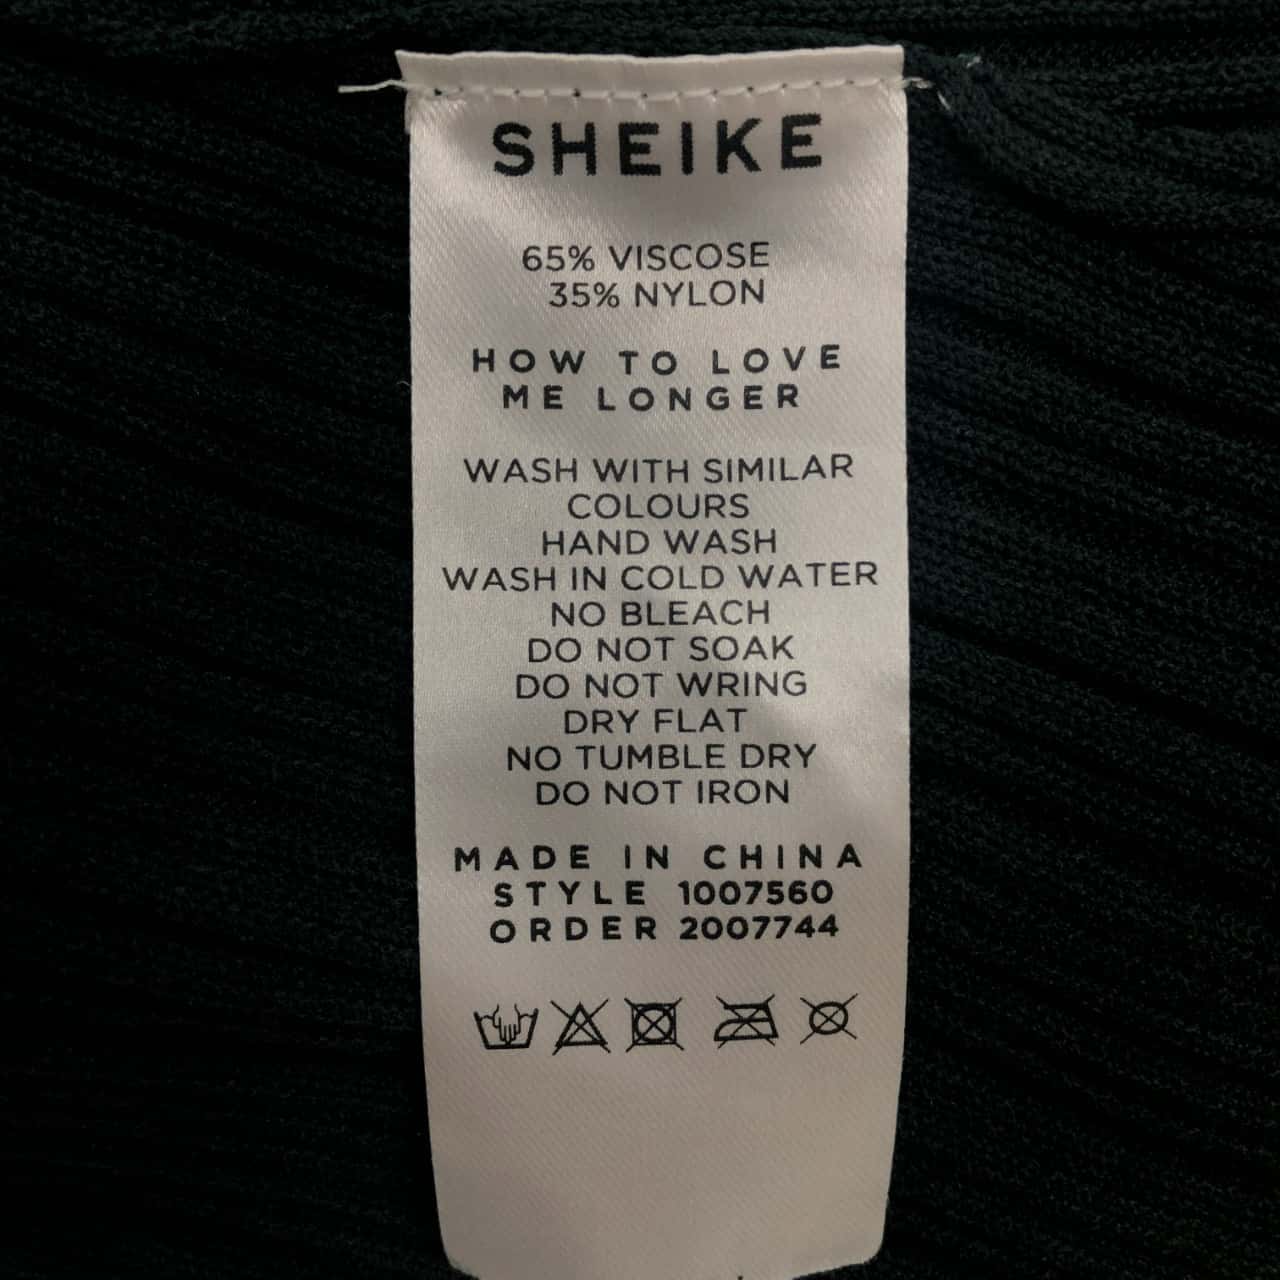 SHEIKE
65% VISCOSE
35% NYLON
HOW TO LOVE
ME LONGER
WASH WITH SIMILAR
COLOURS
HAND WASH
WASH IN COLD WATER
NO BLEACH
DO NOT SOAK
DO NOT WRING
DRY FLAT
NO TUMBLE DRY
DO NOT IRON
MADE IN CHINA
STYLE 1007560
ORDER 2007744